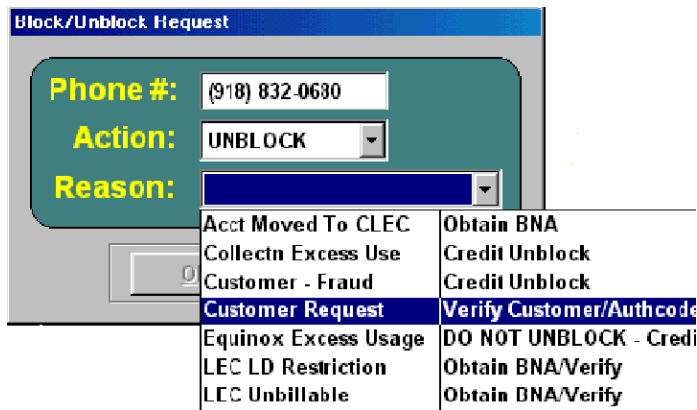 Block/Unblock Request
Phone #: (918) 832-0680
Action: UNBLOCK
Reason:
Acct Moved To CLEC Obtain BNA
Collectn Excess Use Credit Unblock
Customer - Fraud Credit Unblock
Customer Request Verify Customer/Authcode
Equinox Excess Usage DO NOT UNBLOCK - Credi
LEC LD Restriction Obtain BNA/Verify
LEC Unbillable Obtain BNA/Verify